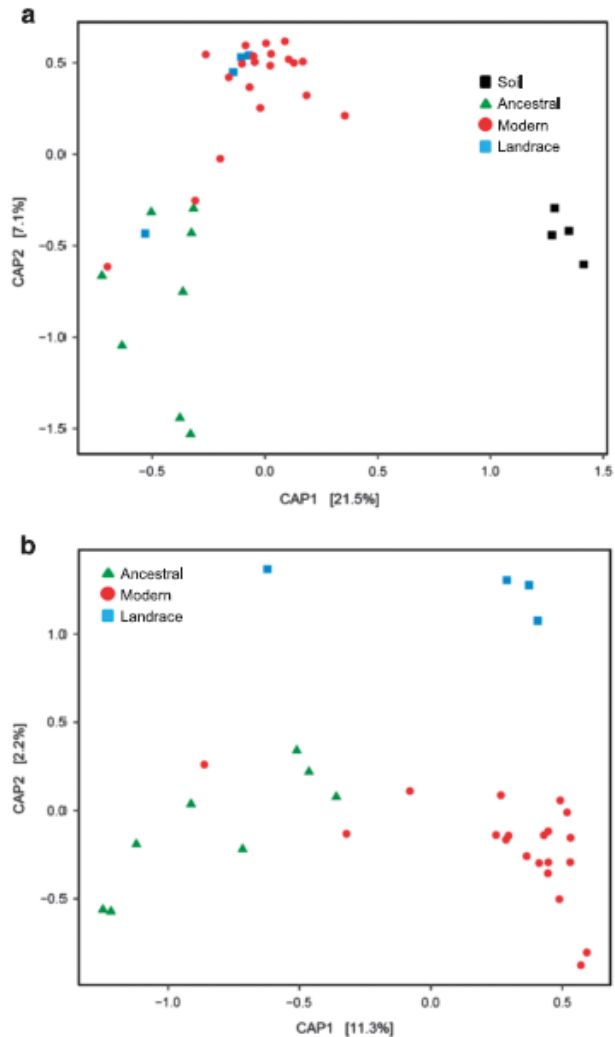 a
0.5
0.0
−0.5
−1.0
−1.5
CAP2 [7.1%]
Soil
Ancestral
Modern
Landrace
−0.5
0.0
0.5
1.0
1.5
CAP1 [21.5%]
b
1.0
0.5
0.0
−0.5
CAP2 [2.2%]
Ancestral
Modern
Landrace
−1.0
−0.5
0.0
0.5
CAP1 [11.3%]